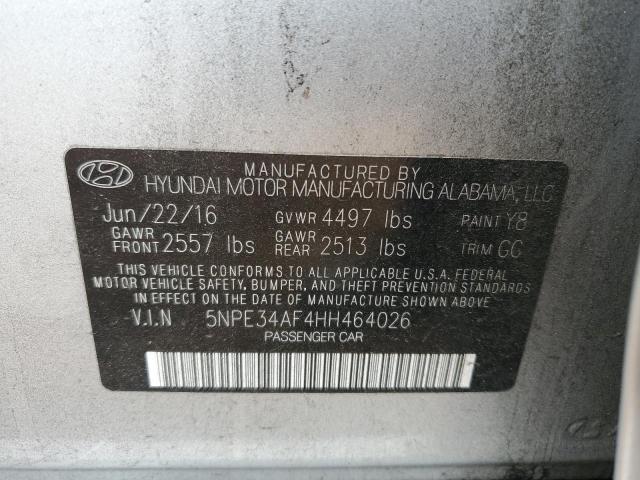 MANUFACTURED BY
HYUNDAI MOTOR MANUFACTURING ALABAMA, LLC
Jun/22/16 GVWR 4497 lbs PAINT Y8
GAWR FRONT 2557 lbs GAWR REAR 2513 lbs TRIM GG
THIS VEHICLE CONFORMS TO ALL APPLICABLE U.S.A. FEDERAL
MOTOR VEHICLE SAFETY, BUMPER, AND THEFT PREVENTION STANDARDS
IN EFFECT ON THE DATE OF MANUFACTURE SHOWN ABOVE
V.I.N 5NPE34AF4HH464026
PASSENGER CAR